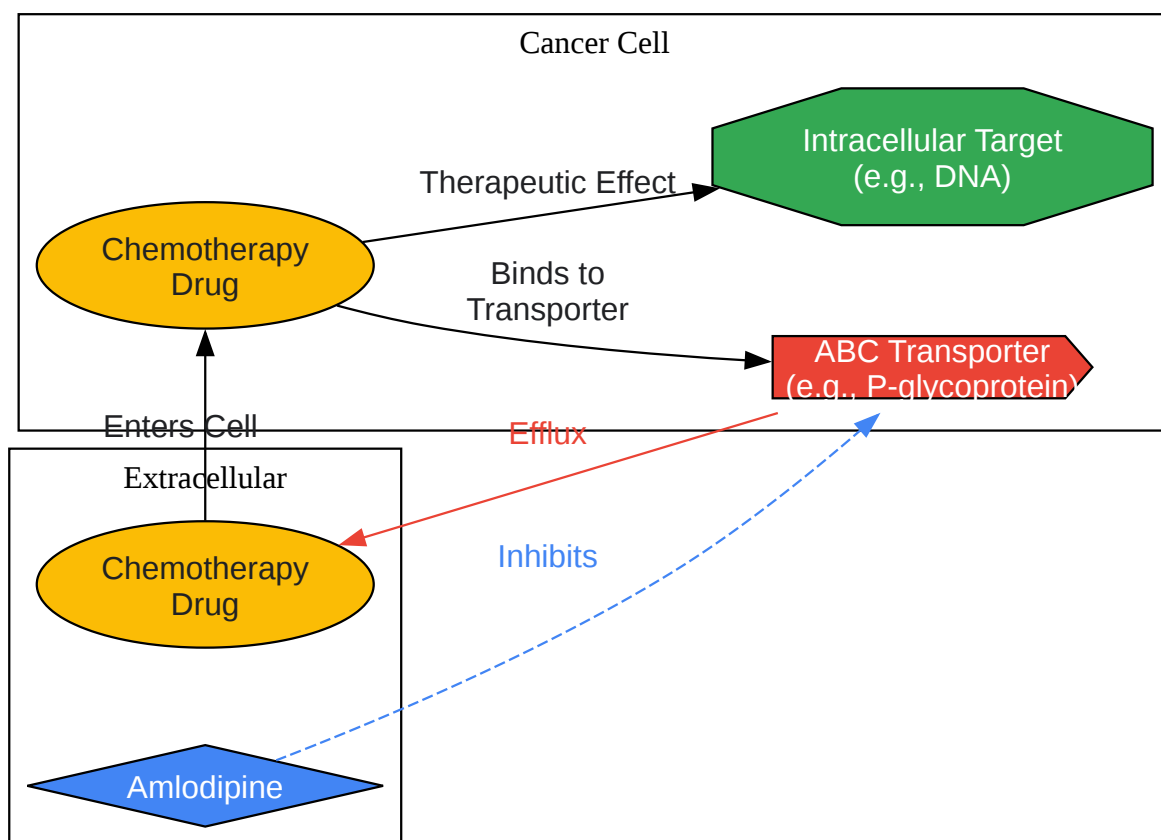 Cancer Cell
Intracellular Target
(e.g., DNA)
Therapeutic Effect
Chemotherapy
Drug
Binds to
Transporter
ABC Transporter
(e.g., P-glycoprotein)
Enters Cell
Efflux
Extracellular
Chemotherapy
Drug
Inhibits
Amlodipine